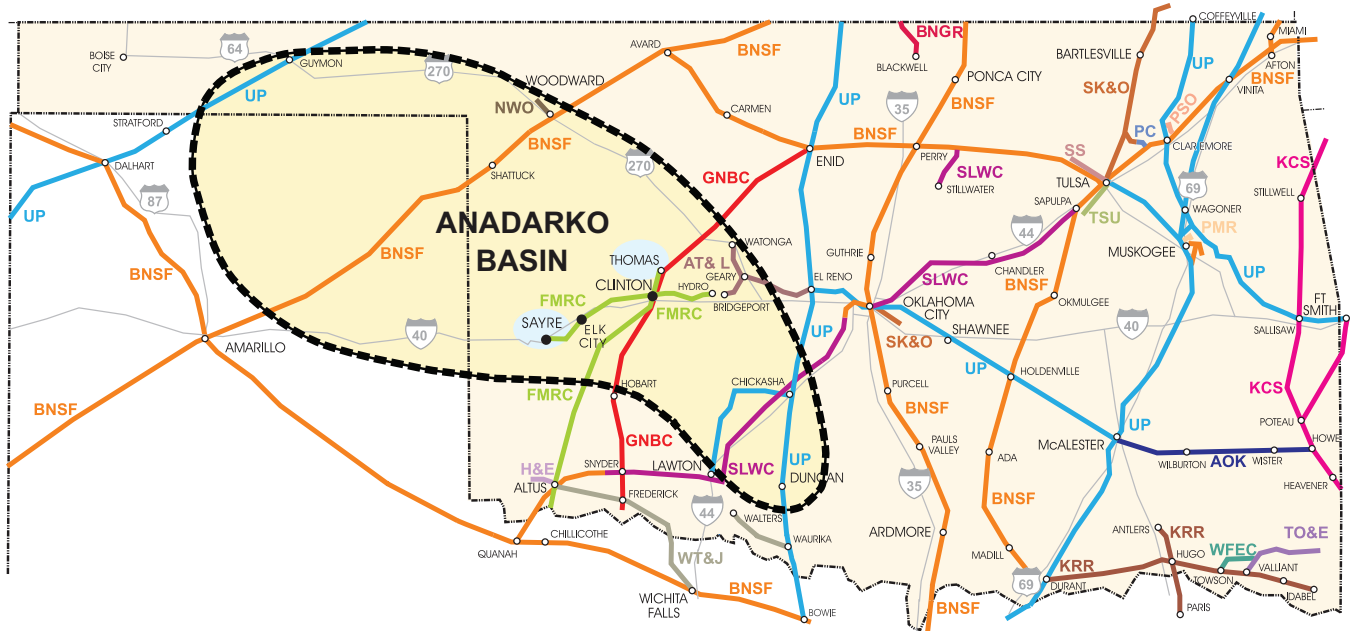 COFFEYVILLE
MIAMI
AVARD
BNSF
BNGR
BARTLESVILLE
UP
AFTON
BNSF
BOISE
CITY
64
GUYMON
270
WOODWARD
BLACKWELL
PONCA CITY
SK&O
VINITA
UP
NWO
CARMEN
UP
35
BNSF
PSO
STRATFORD
BNSF
BNSF
PC
CLAREMORE
DALHART
ENID
PERRY
SS
KCS
SHATTUCK
270
GNBC
SLWC
STILLWATER
TULSA
69
STILLWELL
87
UP
SAPULPA
TSU
WAGONER
ANADARKO
BASIN
44
PMR
BNSF
BNSF
WATONGA
GUTHRIE
MUSKOGEE
THOMAS
AT& L
CHANDLER
UP
CLINTON
HYDRO
GEARY
EL RENO
SLWC
BNSF
FMRC
BRIDGEPORT
OKLAHOMA
CITY
OKMULGEE
FT
SMITH
SAYRE
FMRC
ELK
CITY
UP
SHAWNEE
40
SALLISAW
40
AMARILLO
SK&O
UP
HOLDENVILLE
BNSF
FMRC
HOBART
CHICKASHA
PURCELL
BNSF
KCS
GNBC
PAULS
VALLEY
McALESTER
UP
POTEAU
HOWE
H&E
SNYDER
LAWTON
SLWC
UP
ADA
WILBURTON
AOK
WISTER
ALTUS
FREDERICK
DUNCAN
35
BNSF
HEAVENER
44
WALTERS
ARDMORE
ANTLERS
KRR
TO&E
QUANAH
CHILLICOTHE
WAURIKA
MADILL
HUGO
WFEC
WT&J
69
KRR
DURANT
TOWSON
VALLIANT
IDABEL
WICHITA
FALLS
BNSF
BOWIE
BNSF
PARIS